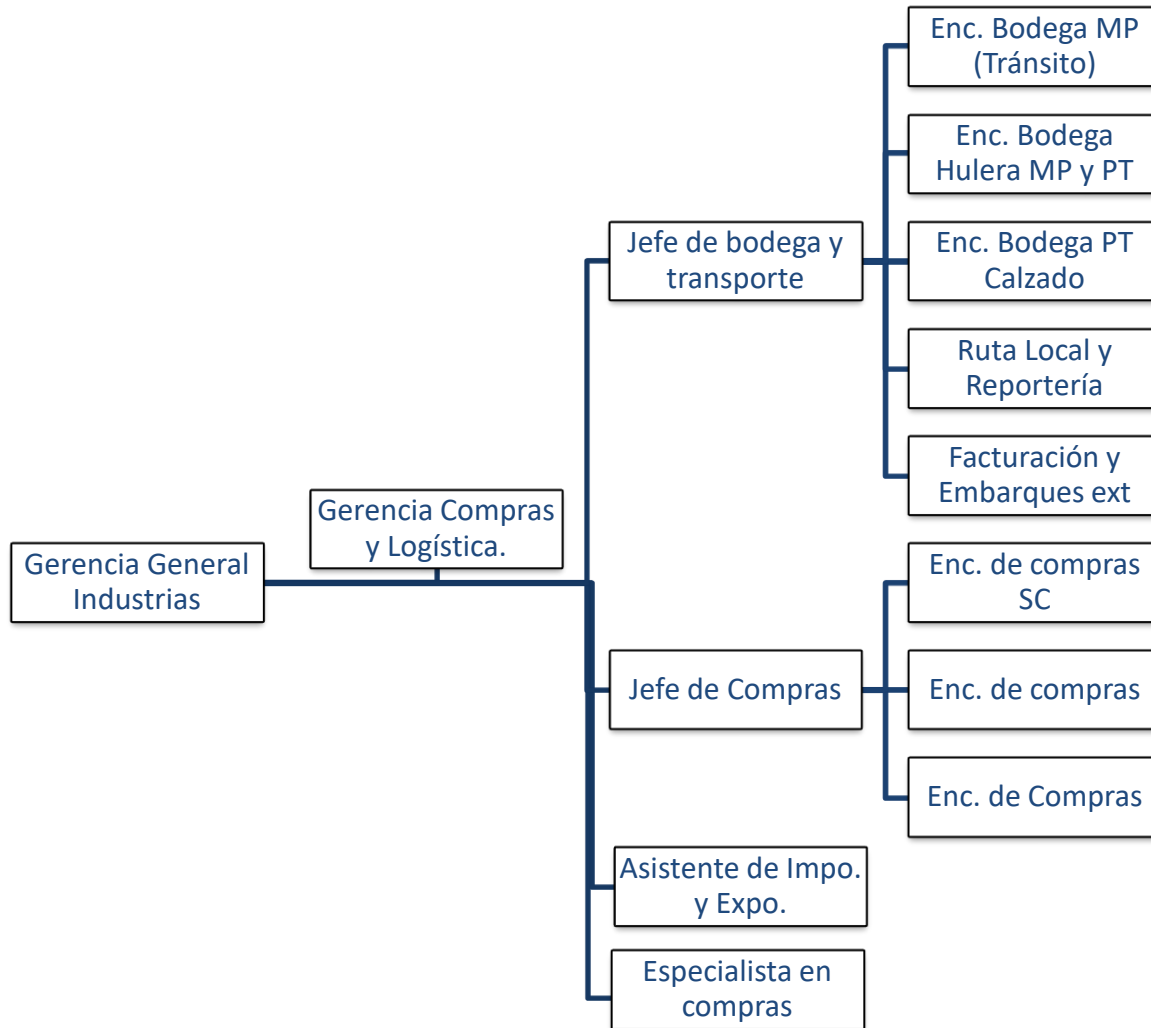 Gerencia General
Industrias
Gerencia Compras
y Logística.
Jefe de bodega y
transporte
Enc. Bodega MP
(Tránsito)
Enc. Bodega
Hulera MP y PT
Enc. Bodega PT
Calzado
Ruta Local y
Reportería
Facturación y
Embarques ext
Jefe de Compras
Enc. de compras
SC
Enc. de compras
Enc. de Compras
Asistente de Impo.
y Expo.
Especialista en
compras